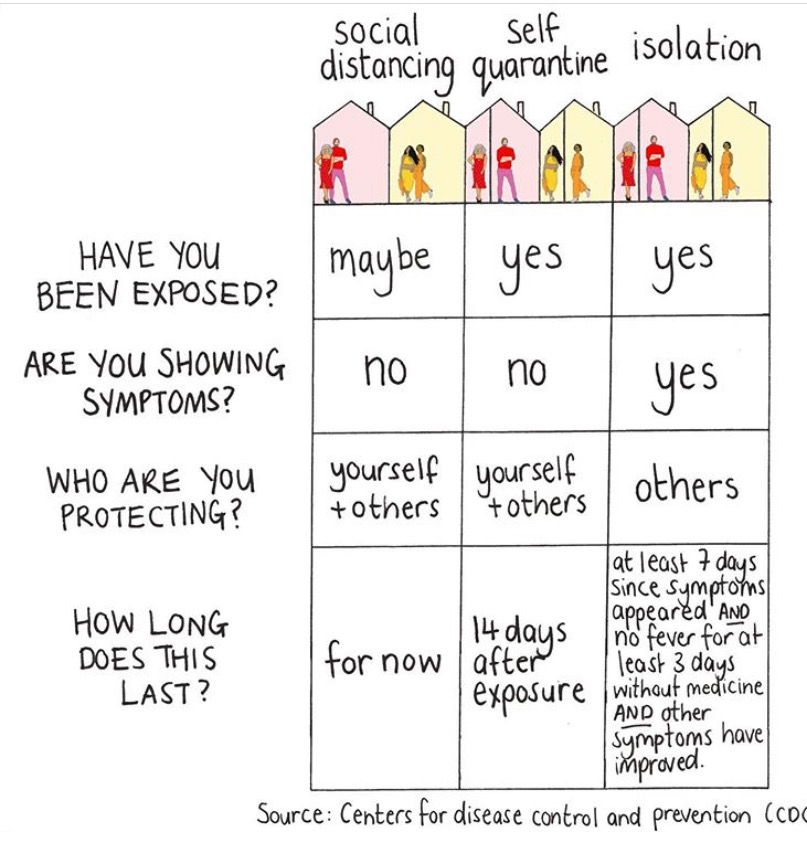 social distancing
self quarantine
isolation
HAVE YOU
BEEN EXPOSED?
maybe
yes
yes
ARE YOU SHOWING
SYMPTOMS?
no
no
yes
WHO ARE YOU
PROTECTING?
yourself
+others
yourself
+others
others
HOW LONG
DOES THIS
LAST?
for now
14 days
after
exposure
at least 7 days
since symptoms
appeared AND
no fever for at
least 3 days
without medicine
AND other
symptoms have
improved.
Source: Centers for disease control and prevention (CDC